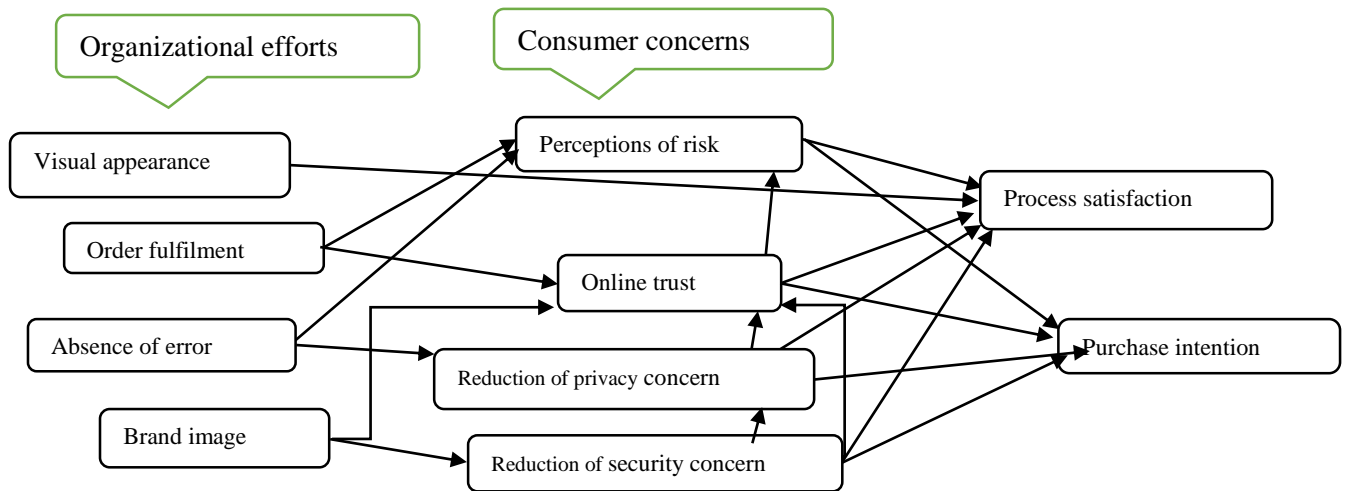 Organizational efforts
Consumer concerns
Visual appearance
Perceptions of risk
Process satisfaction
Order fulfilment
Online trust
Absence of error
Reduction of privacy concern
Purchase intention
Brand image
Reduction of security concern